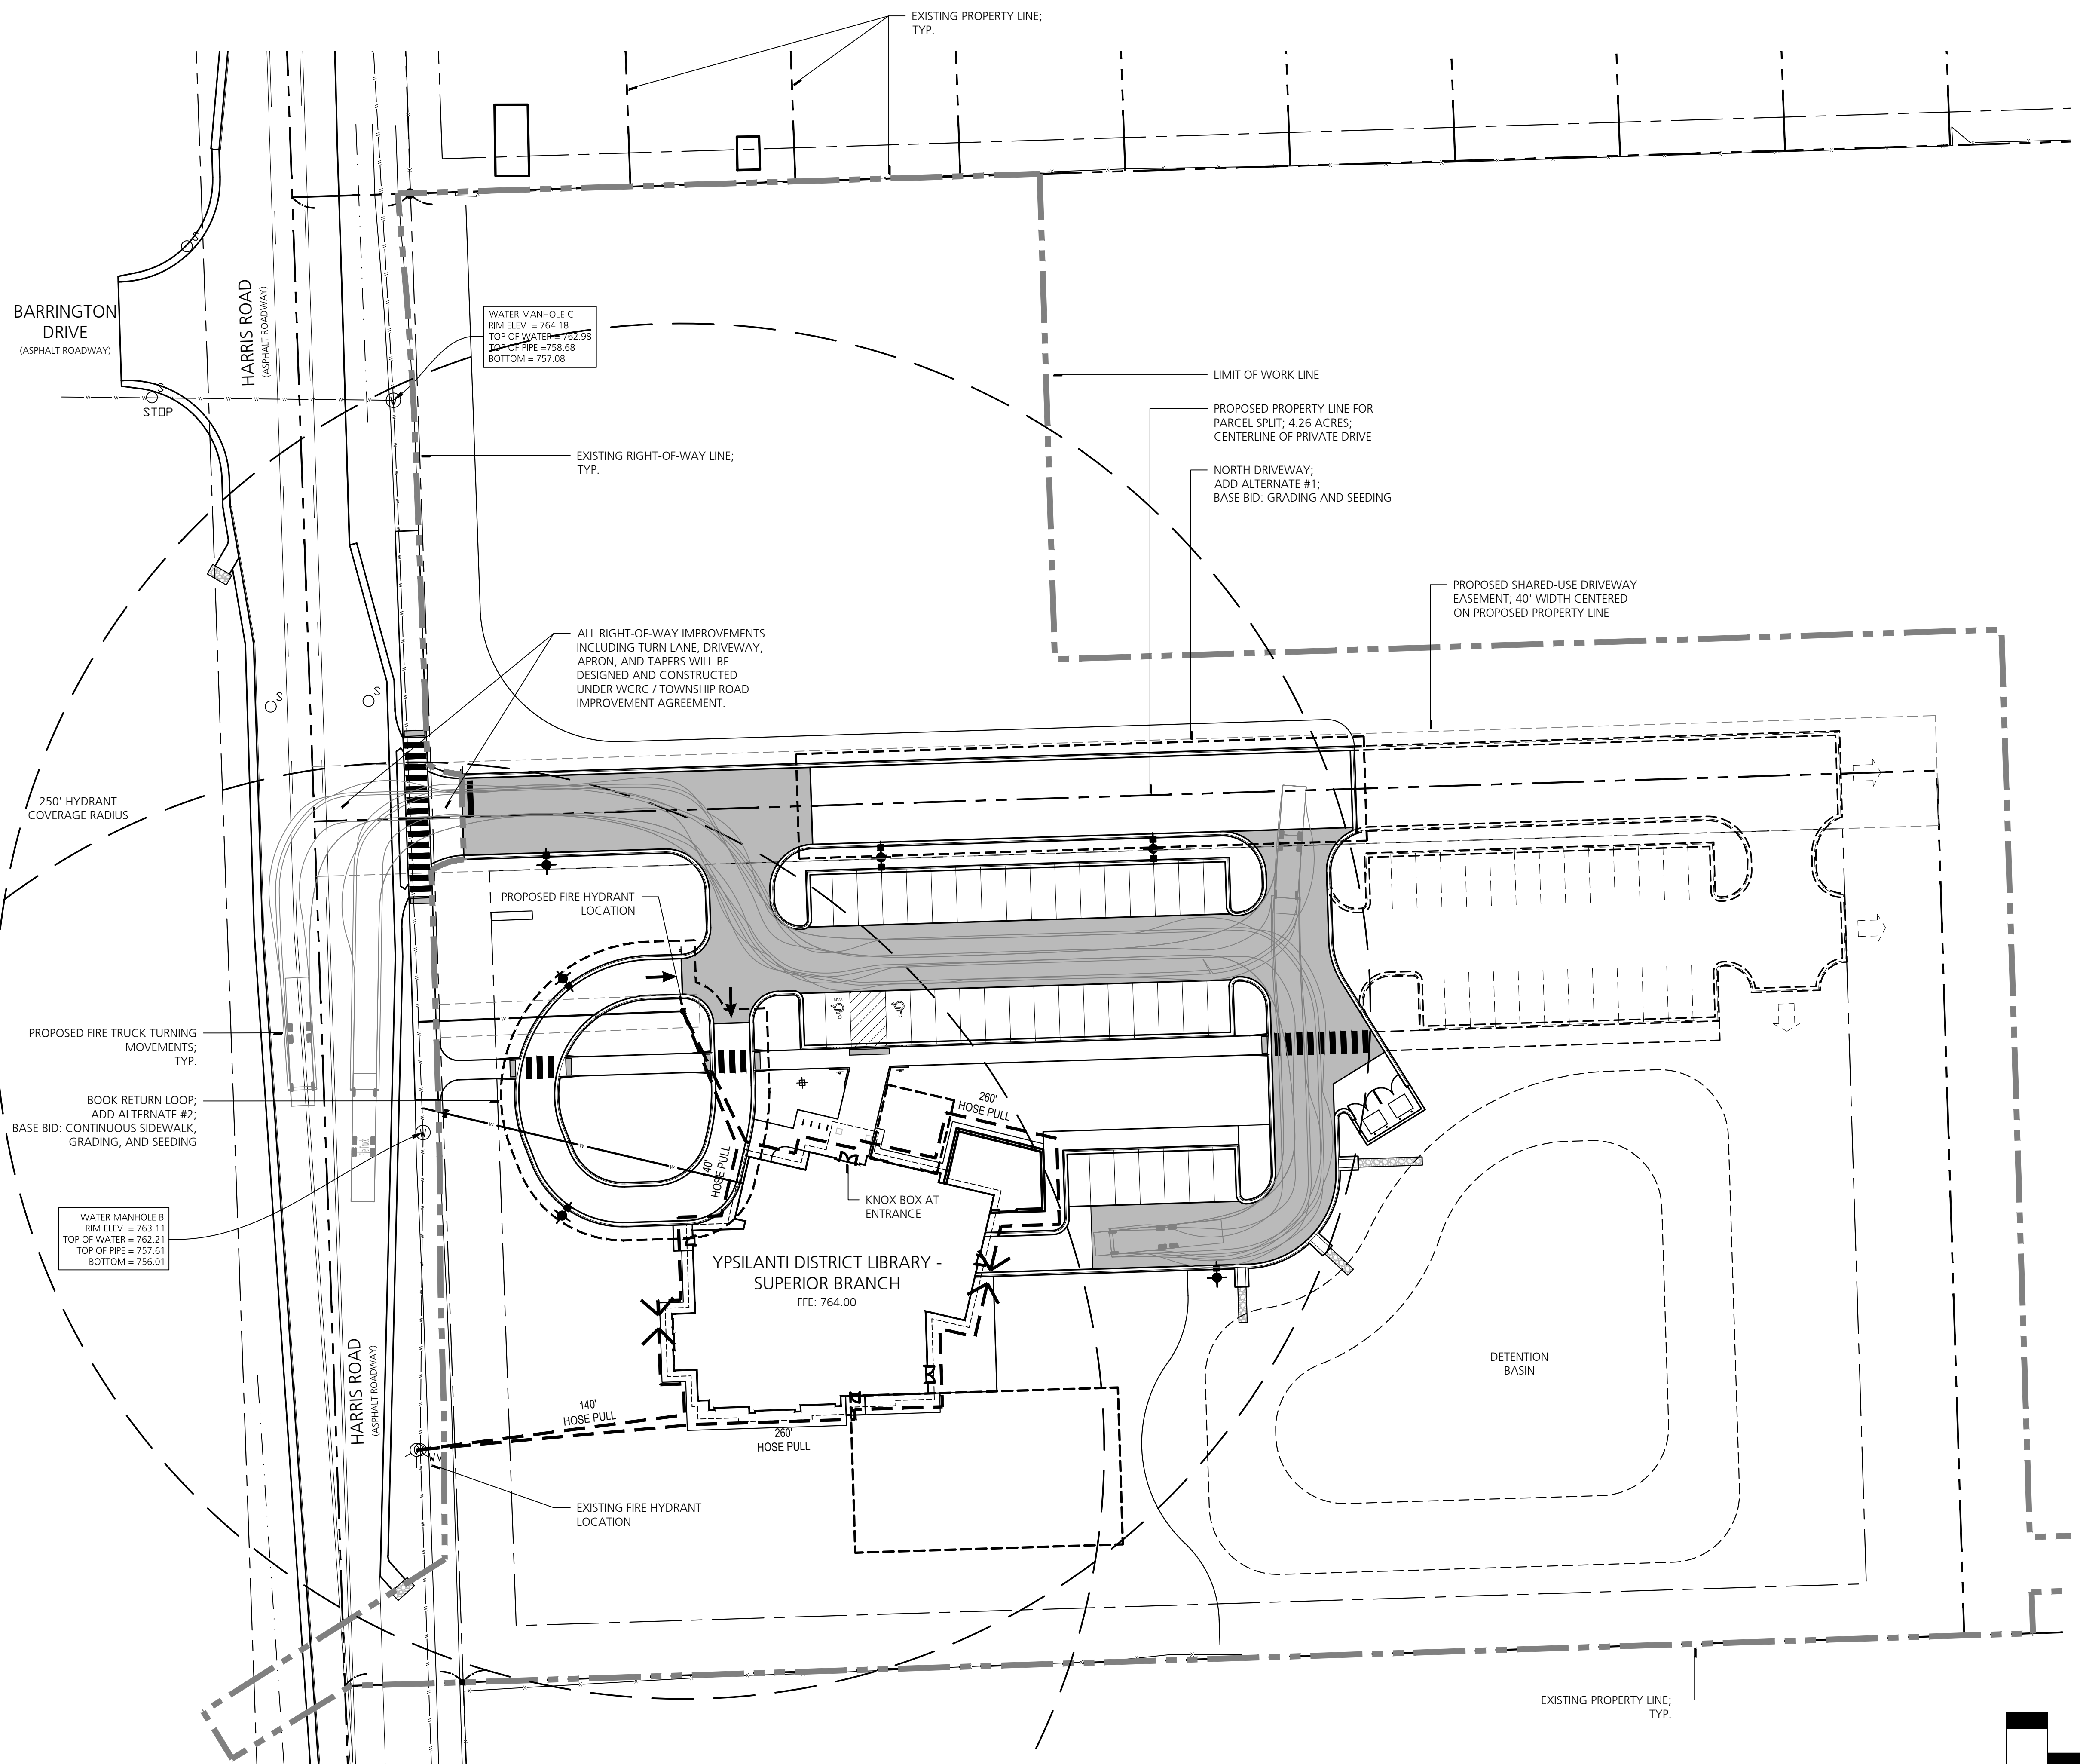 EXISTING PROPERTY LINE;
TYP.
BARRINGTON
DRIVE
(ASPHALT ROADWAY)
HARRIS ROAD
(ASPHALT ROADWAY)
S
S
STOP
WATER MANHOLE C
RIM ELEV. = 764.18
TOP OF WATER = 762.98
TOP OF PIPE =758.68
BOTTOM = 757.08
LIMIT OF WORK LINE
PROPOSED PROPERTY LINE FOR
PARCEL SPLIT; 4.26 ACRES;
CENTERLINE OF PRIVATE DRIVE
EXISTING RIGHT-OF-WAY LINE;
TYP.
NORTH DRIVEWAY;
ADD ALTERNATE #1;
BASE BID: GRADING AND SEEDING
PROPOSED SHARED-USE DRIVEWAY
EASEMENT; 40' WIDTH CENTERED
ON PROPOSED PROPERTY LINE
ALL RIGHT-OF-WAY IMPROVEMENTS
INCLUDING TURN LANE, DRIVEWAY,
APRON, AND TAPERS WILL BE
DESIGNED AND CONSTRUCTED
UNDER WCRC / TOWNSHIP ROAD
IMPROVEMENT AGREEMENT.
S
S
250' HYDRANT
COVERAGE RADIUS
PROPOSED FIRE HYDRANT
LOCATION
VAN
PROPOSED FIRE TRUCK TURNING
MOVEMENTS;
TYP.
BOOK RETURN LOOP;
ADD ALTERNATE #2;
BASE BID: CONTINUOUS SIDEWALK,
GRADING, AND SEEDING
260'
HOSE PULL
140'
HOSE PULL
KNOX BOX AT
ENTRANCE
WATER MANHOLE B
RIM ELEV. = 763.11
TOP OF WATER = 762.21
TOP OF PIPE = 757.61
BOTTOM = 756.01
YPSILANTI DISTRICT LIBRARY -
SUPERIOR BRANCH
FFE: 764.00
DETENTION
BASIN
HARRIS ROAD
(ASPHALT ROADWAY)
140'
HOSE PULL
260'
HOSE PULL
WV
EXISTING FIRE HYDRANT
LOCATION
EXISTING PROPERTY LINE;
TYP.